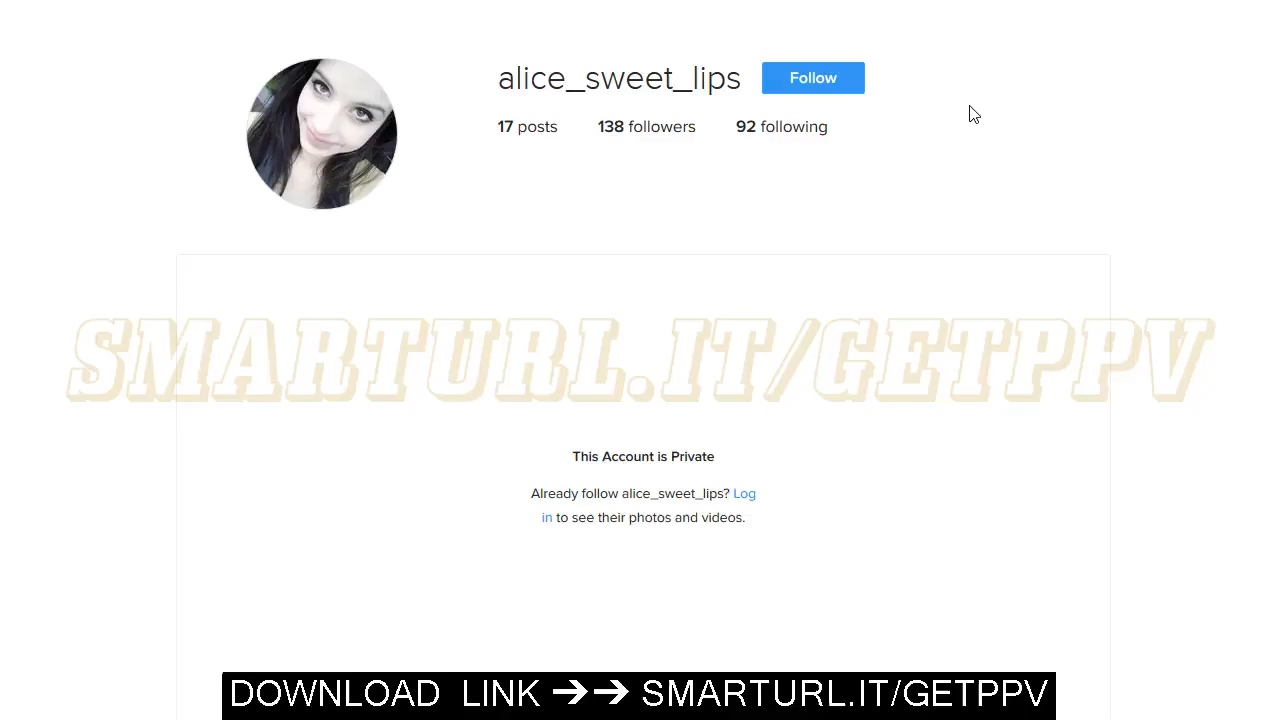 alice_sweet_lips Follow
17 posts 138 followers 92 following
SMARTURL.IT/GETPPV
This Account is Private
Already follow alice_sweet_lips? Log
in to see their photos and videos.
DOWNLOAD LINK ➔➔ SMARTURL.IT/GETPPV